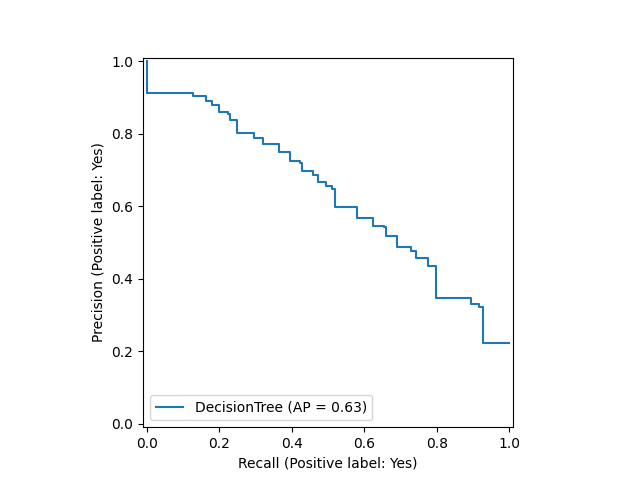 1.0
0.8
0.6
0.4
0.2
0.0
Precision (Positive label: Yes)
DecisionTree (AP = 0.63)
0.0 0.2 0.4 0.6 0.8 1.0
Recall (Positive label: Yes)